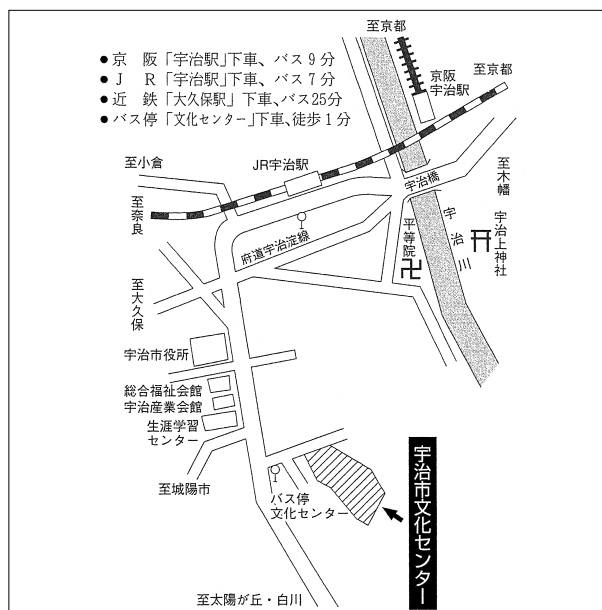 ●京　阪「宇治駅」下車、バス９分
●Ｊ　Ｒ「宇治駅」下車、バス７分
●近　鉄「大久保駅」下車、バス25分
●バス停「文化センター」下車、徒歩１分
至京都
京阪
宇治駅
至京都
至小倉
JR宇治駅
宇治橋
至木幡
至奈良
府道宇治淀線
平等院
宇治川
宇治上神社
至大久保
宇治市役所
総合福祉会館
宇治産業会館
生涯学習
センター
至城陽市
バス停
文化センター
宇治市文化センター
至太陽が丘・白川